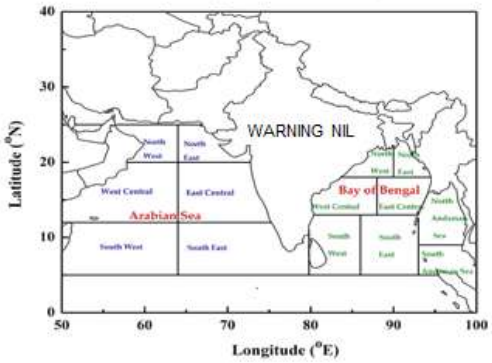 40
30
20
10
0
Latitude (°N)
WARNING NIL
North
West
North
East
West Central
East Central
Arabian Sea
South West
South East
North
West
North
East
Bay of Bengal
West Central
East Central
South
West
South
East
North
Andaman
Sea
South
Andaman Sea
50
60
70
80
90
100
Longitude (°E)